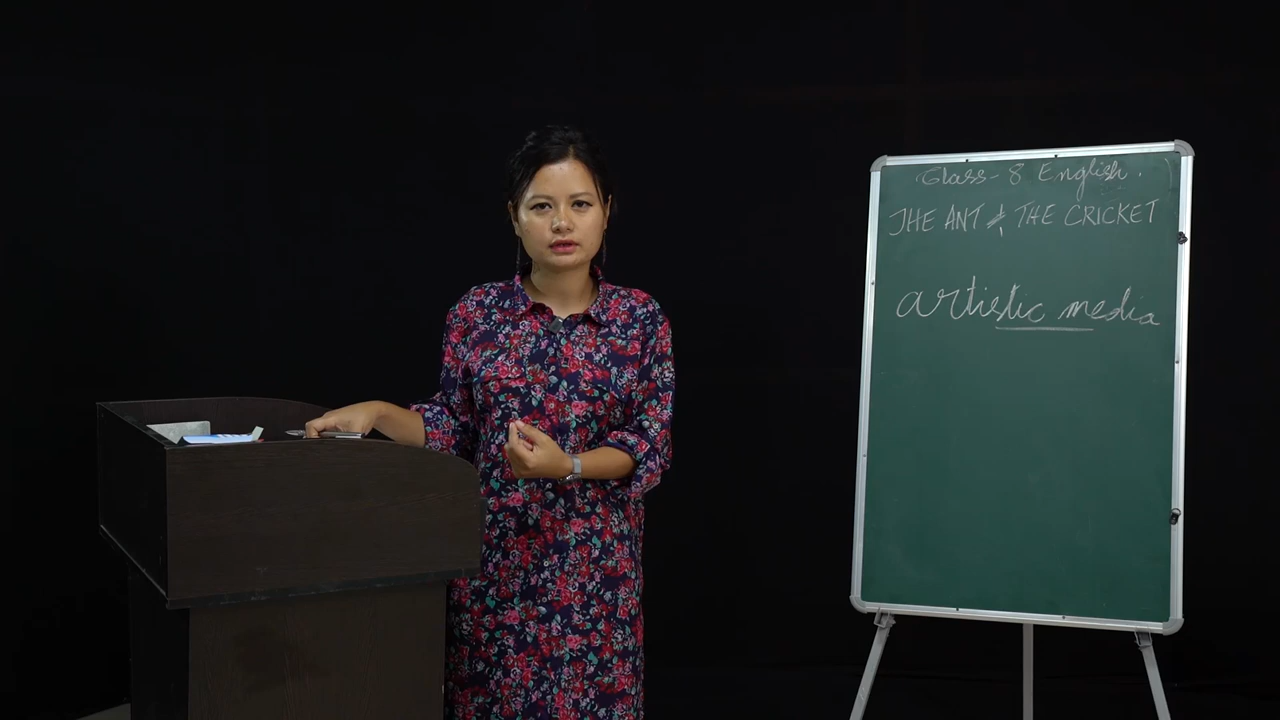 Class - 8 English.
THE ANT & THE CRICKET
artistic media